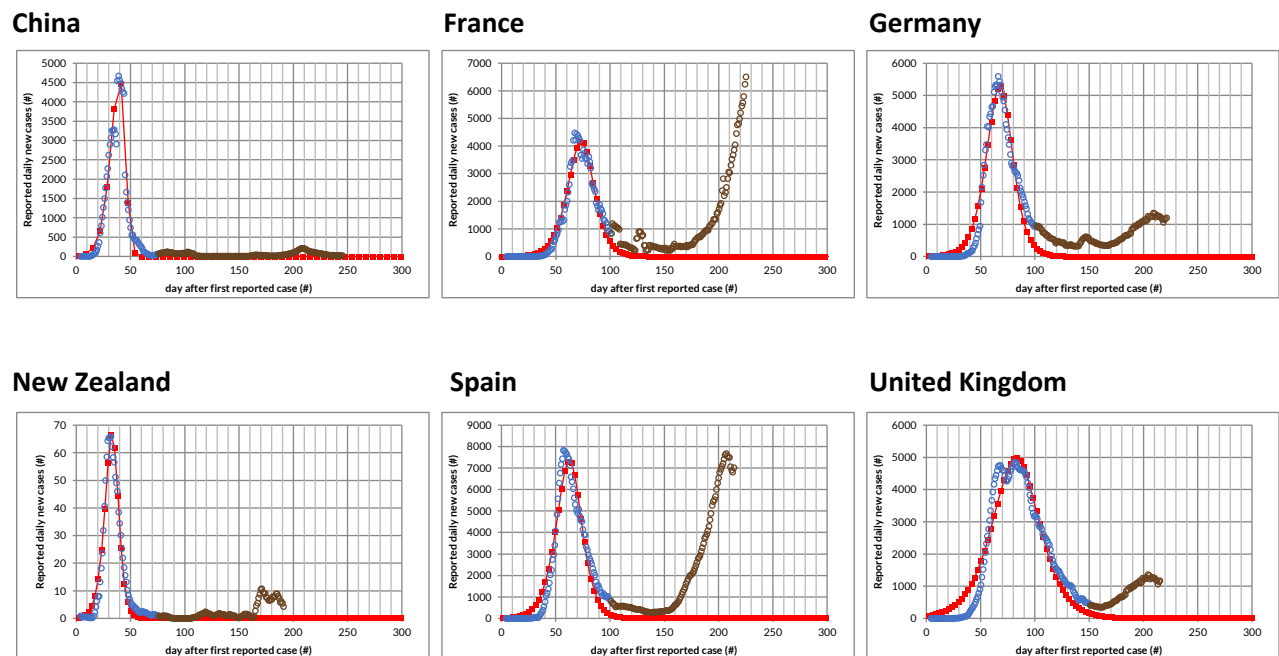 China
France
Germany
5000
4500
4000
3500
3000
2500
2000
1500
1000
500
0
Reported daily new cases (#)
0 50 100 150 200 250 300
day after first reported case (#)
7000
6000
5000
4000
3000
2000
1000
0
Reported daily new cases (#)
0 50 100 150 200 250 300
day after first reported case (#)
6000
5000
4000
3000
2000
1000
0
Reported daily new cases (#)
0 50 100 150 200 250 300
day after first reported case (#)
New Zealand
Spain
United Kingdom
70
60
50
40
30
20
10
0
Reported daily new cases (#)
0 50 100 150 200 250 300
day after first reported case (#)
9000
8000
7000
6000
5000
4000
3000
2000
1000
0
Reported daily new cases (#)
0 50 100 150 200 250 300
day after first reported case (#)
6000
5000
4000
3000
2000
1000
0
Reported daily new cases (#)
0 50 100 150 200 250 300
day after first reported case (#)